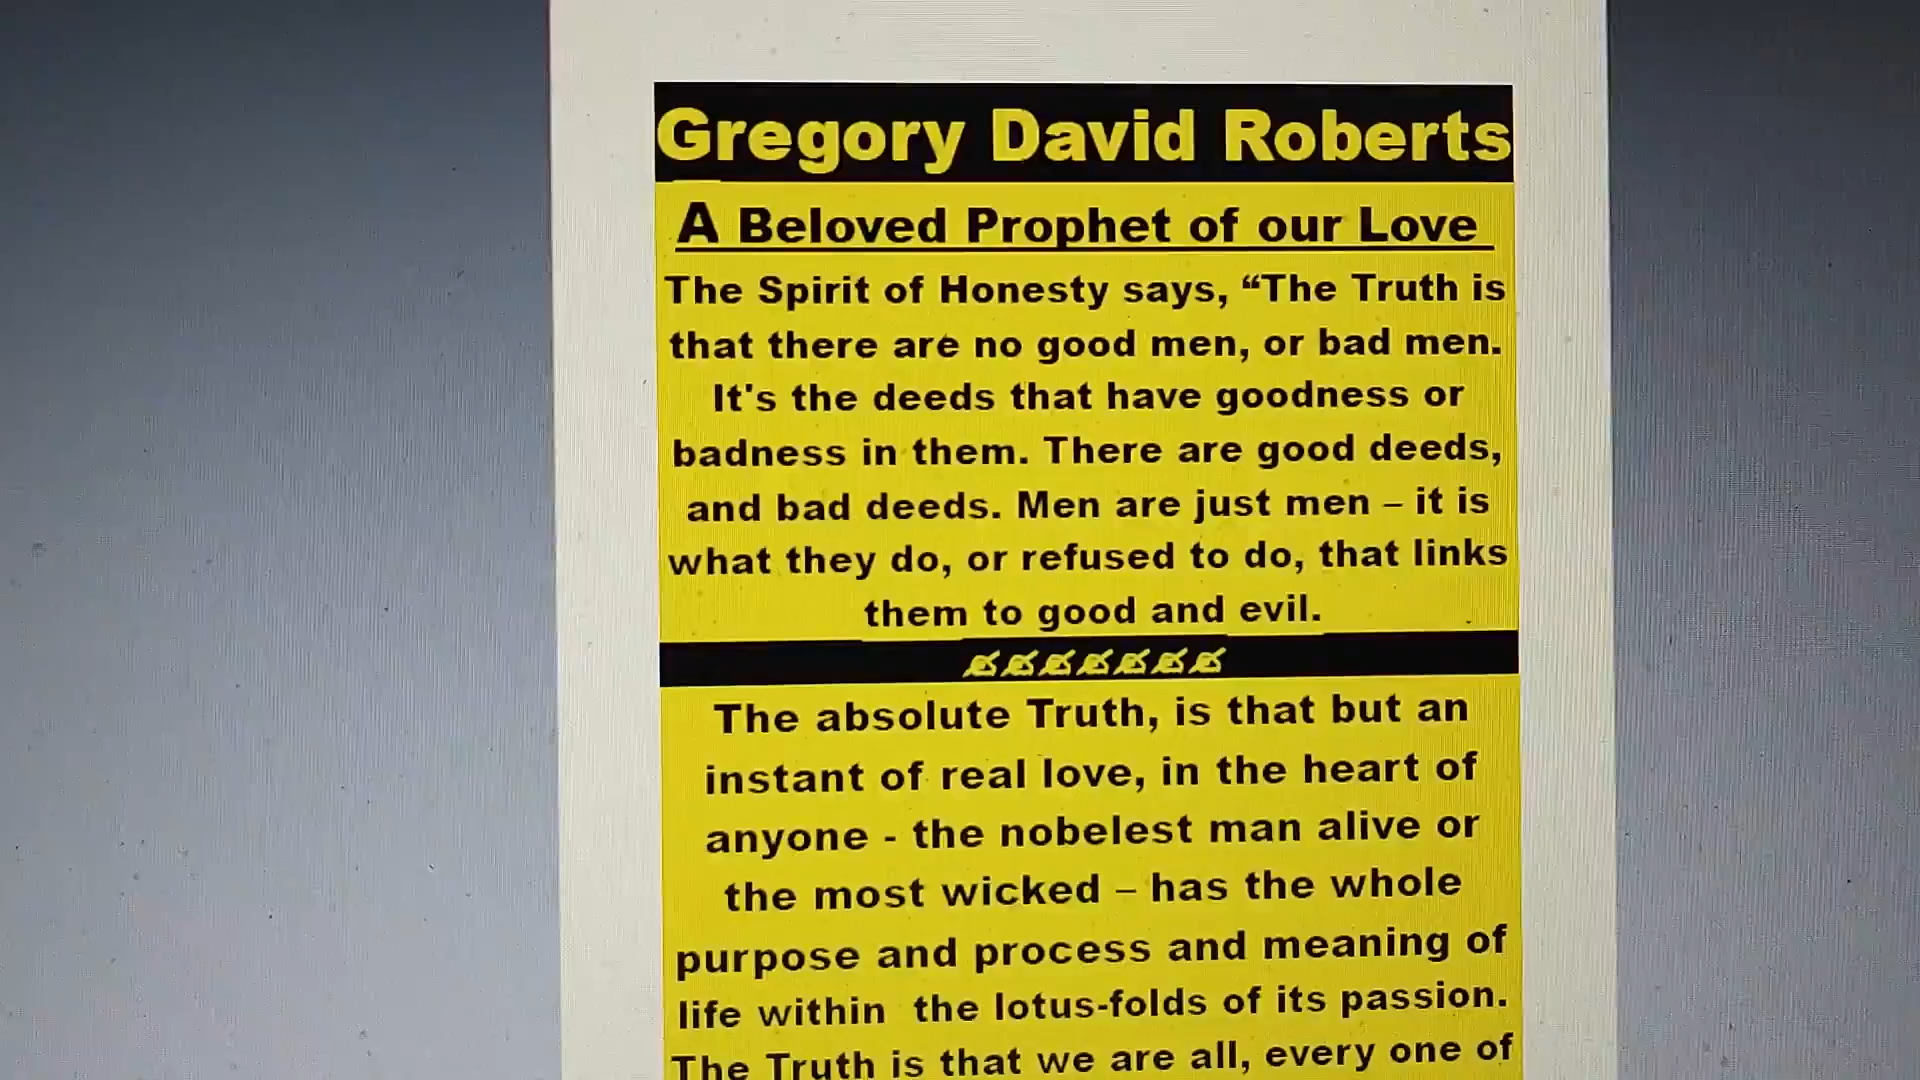 Gregory David Roberts
A Beloved Prophet of our Love
The Spirit of Honesty says, “The Truth is
that there are no good men, or bad men.
It's the deeds that have goodness or
badness in them. There are good deeds,
and bad deeds. Men are just men – it is
what they do, or refused to do, that links
them to good and evil.
✍✍✍✍✍✍✍
The absolute Truth, is that but an
instant of real love, in the heart of
anyone - the nobelest man alive or
the most wicked – has the whole
purpose and process and meaning of
life within the lotus-folds of its passion.
The Truth is that we are all, every one of